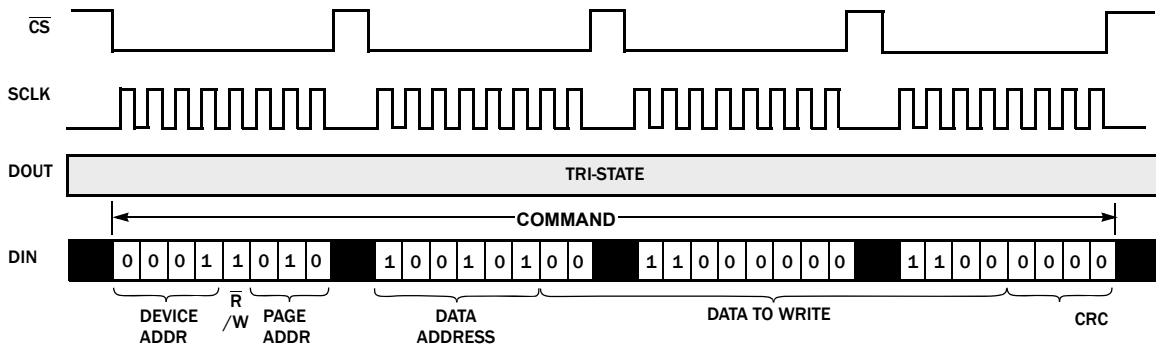 CS
SCLK
DOUT TRI-STATE
COMMAND
DIN 0 0 0 1 1 0 1 0 1 0 0 1 0 1 0 0 1 1 0 0 0 0 0 0 1 1 0 0 0 0 0 0
DEVICE ADDR
R /W
PAGE ADDR
DATA ADDRESS
DATA TO WRITE
CRC